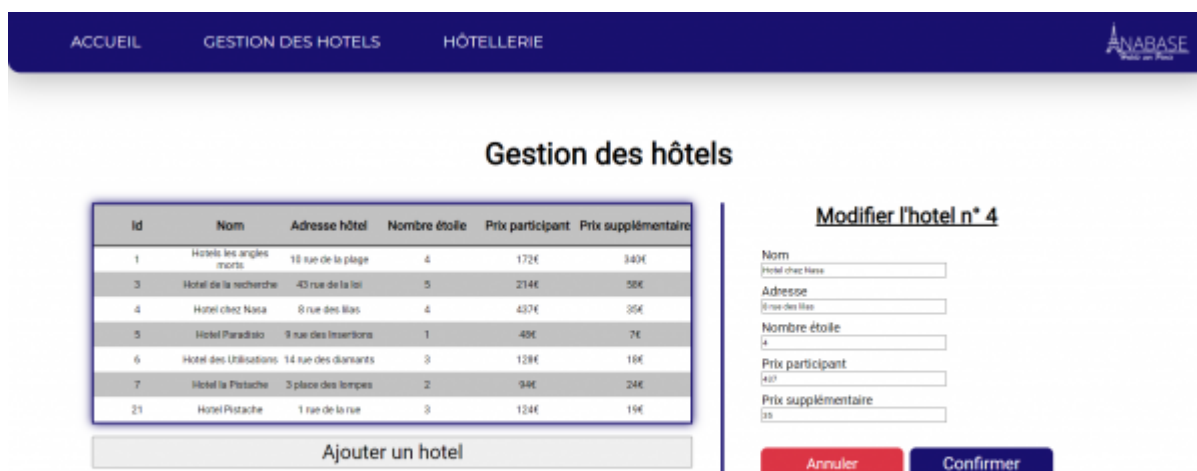 ACCUEIL GESTION DES HOTELS HÔTELLERIE ANABASE
Gestion des hôtels
Id Nom Adresse hôtel Nombre étoile Prix participant Prix supplémentaire
1 Hotels les angles morts 10 rue de la plage 4 172€ 340€
3 Hotel de la recherche 43 rue de la loi 5 214€ 58€
4 Hotel chez Nasa 8 rue des lilas 4 437€ 35€
5 Hotel Paradisio 9 rue des Insertions 1 48€ 7€
6 Hotel des Utilisations 14 rue des diamants 3 128€ 18€
7 Hotel la Pistache 3 place des tempes 2 94€ 24€
21 Hotel Pistache 1 rue de la rue 3 124€ 19€
Ajouter un hotel
Modifier l'hotel n° 4
Nom
Hotel chez Nasa
Adresse
8 rue des lilas
Nombre étoile
4
Prix participant
437
Prix supplémentaire
35
Annuler Confirmer